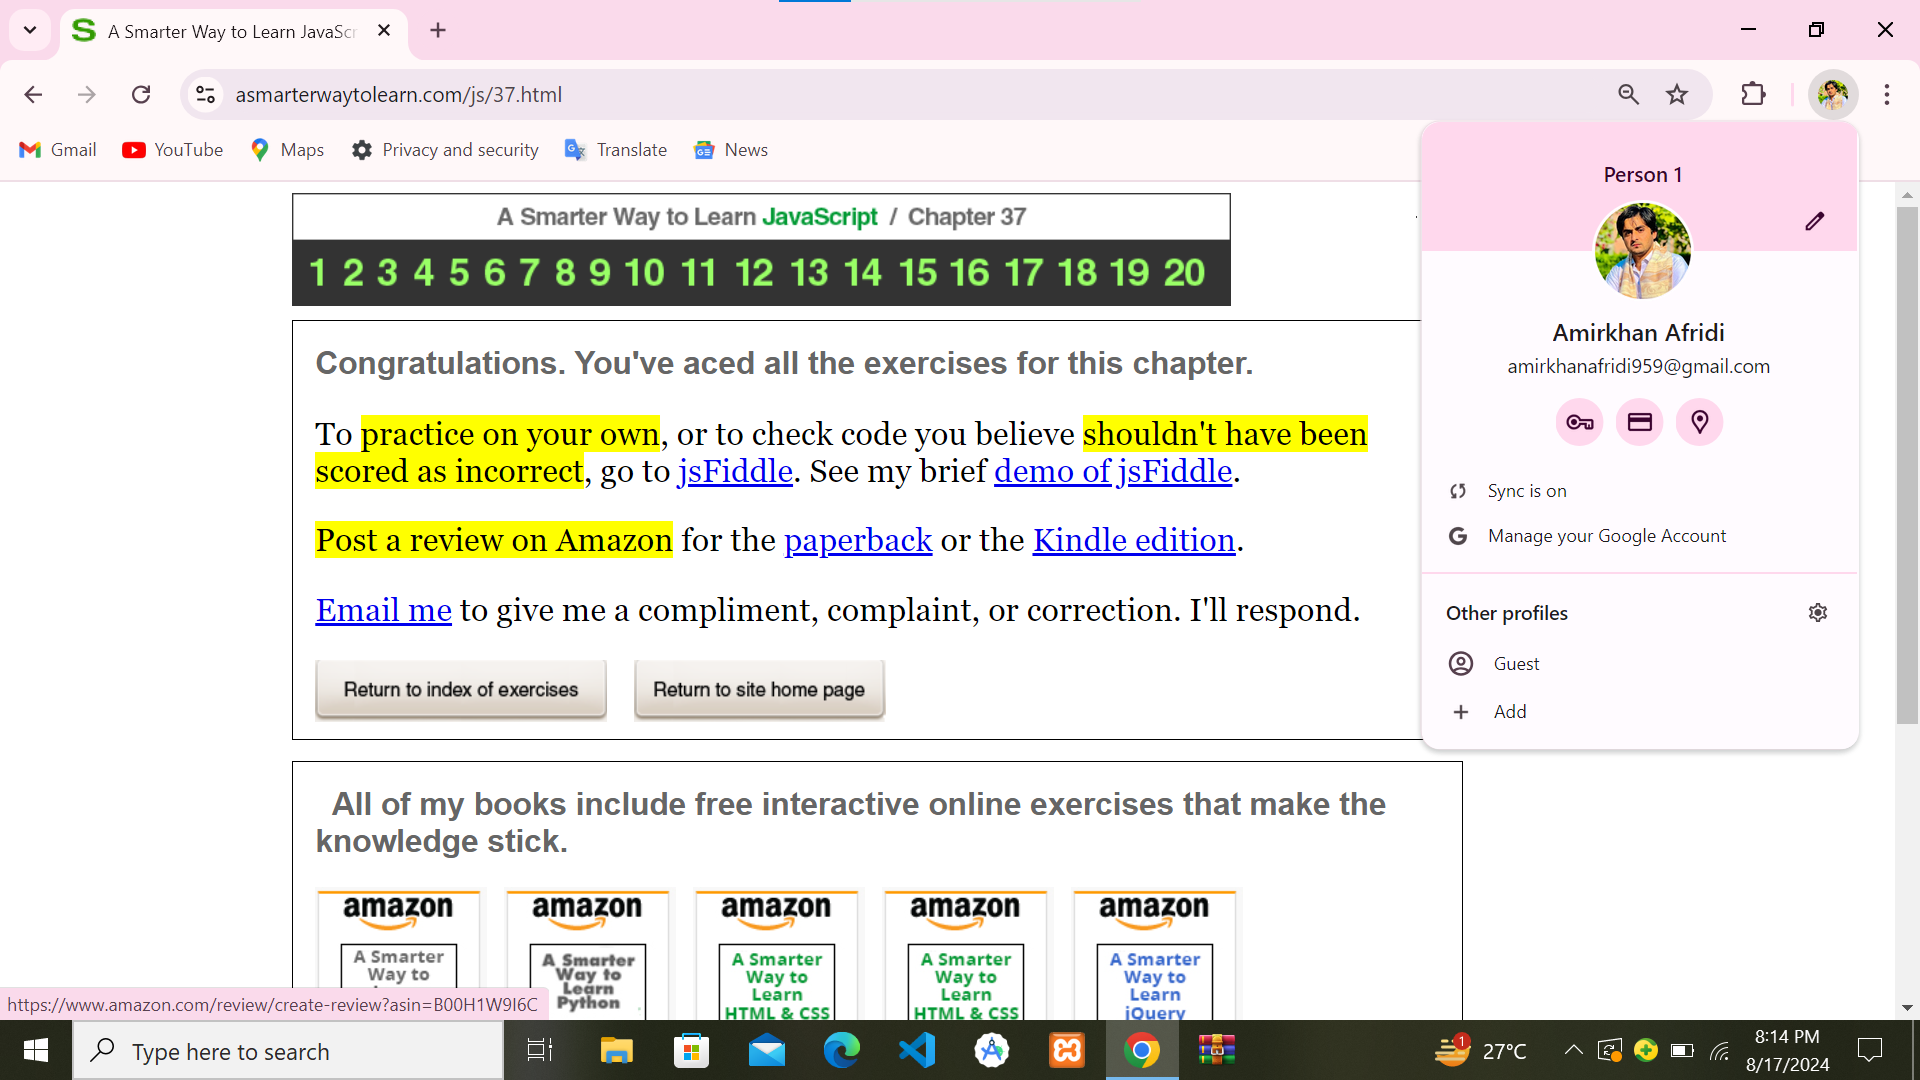 A Smarter Way to Learn JavaScr
asmarterwaytolearn.com/js/37.html
Gmail YouTube Maps Privacy and security Translate News
A Smarter Way to Learn JavaScript / Chapter 37
1 2 3 4 5 6 7 8 9 10 11 12 13 14 15 16 17 18 19 20
Congratulations. You've aced all the exercises for this chapter.
To practice on your own, or to check code you believe shouldn't have been
scored as incorrect, go to jsFiddle. See my brief demo of jsFiddle.
Post a review on Amazon for the paperback or the Kindle edition.
Email me to give me a compliment, complaint, or correction. I'll respond.
Return to index of exercises Return to site home page
Person 1
Amirkhan Afridi
amirkhanafridi959@gmail.com
Sync is on
Manage your Google Account
Other profiles
Guest
Add
All of my books include free interactive online exercises that make the
knowledge stick.
amazon
A Smarter
Way to
amazon
A Smarter
Way to
Learn
Python
amazon
A Smarter
Way to
Learn
HTML & CSS
amazon
A Smarter
Way to
Learn
HTML & CSS
amazon
A Smarter
Way to
Learn
jQuery
https://www.amazon.com/review/create-review?asin=B00H1W9I6C
Type here to search
1
27°C
8:14 PM
8/17/2024